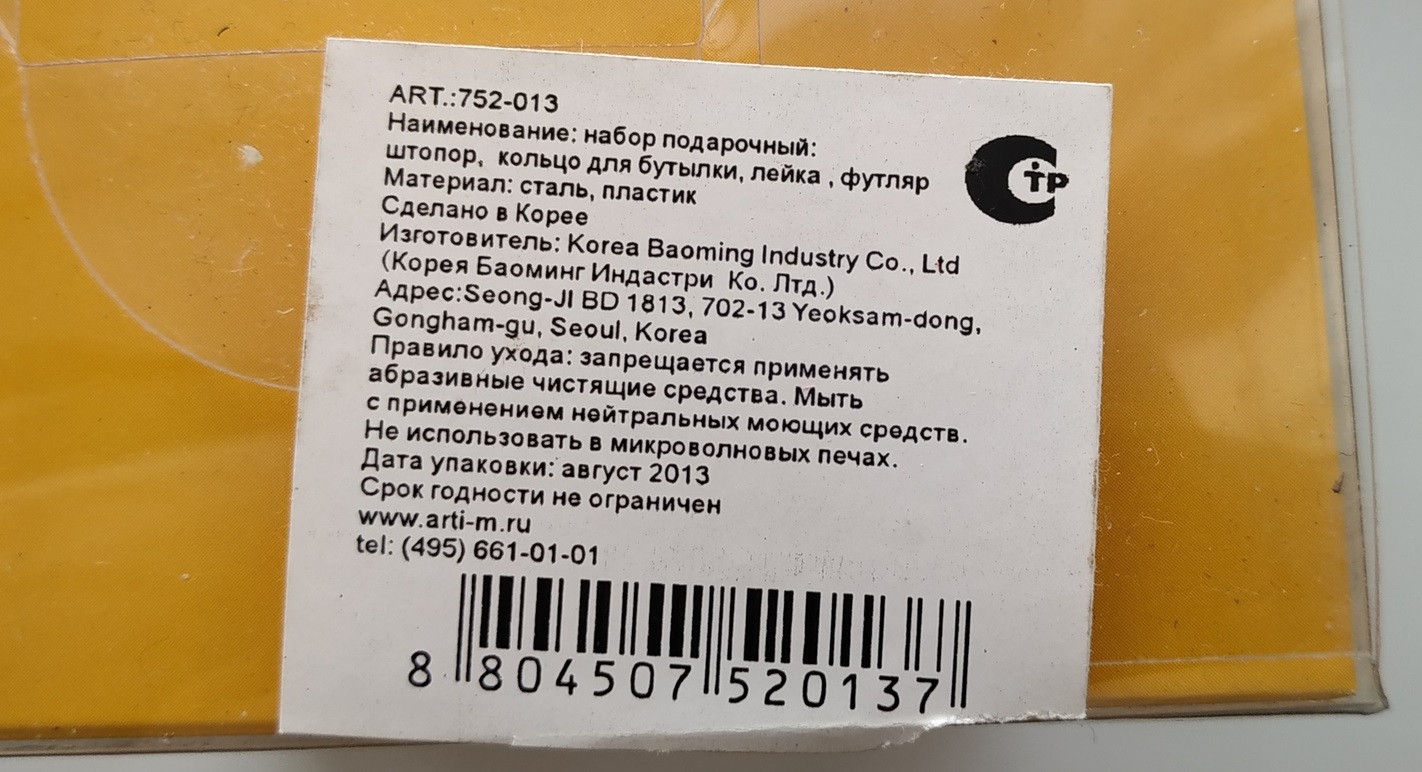 ART.:752-013
Наименование: набор подарочный:
штопор, кольцо для бутылки, лейка , футляр
Материал: сталь, пластик
Сделано в Корее
Изготовитель: Korea Baoming Industry Co., Ltd
(Корея Баоминг Индастри Ко. Лтд.)
Адрес:Seong-JI BD 1813, 702-13 Yeoksam-dong,
Gongham-gu, Seoul, Korea
Правило ухода: запрещается применять
абразивные чистящие средства. Мыть
с применением нейтральных моющих средств.
Не использовать в микроволновых печах.
Дата упаковки: август 2013
Срок годности не ограничен
www.arti-m.ru
tel: (495) 661-01-01
8 804507 520137
СТР